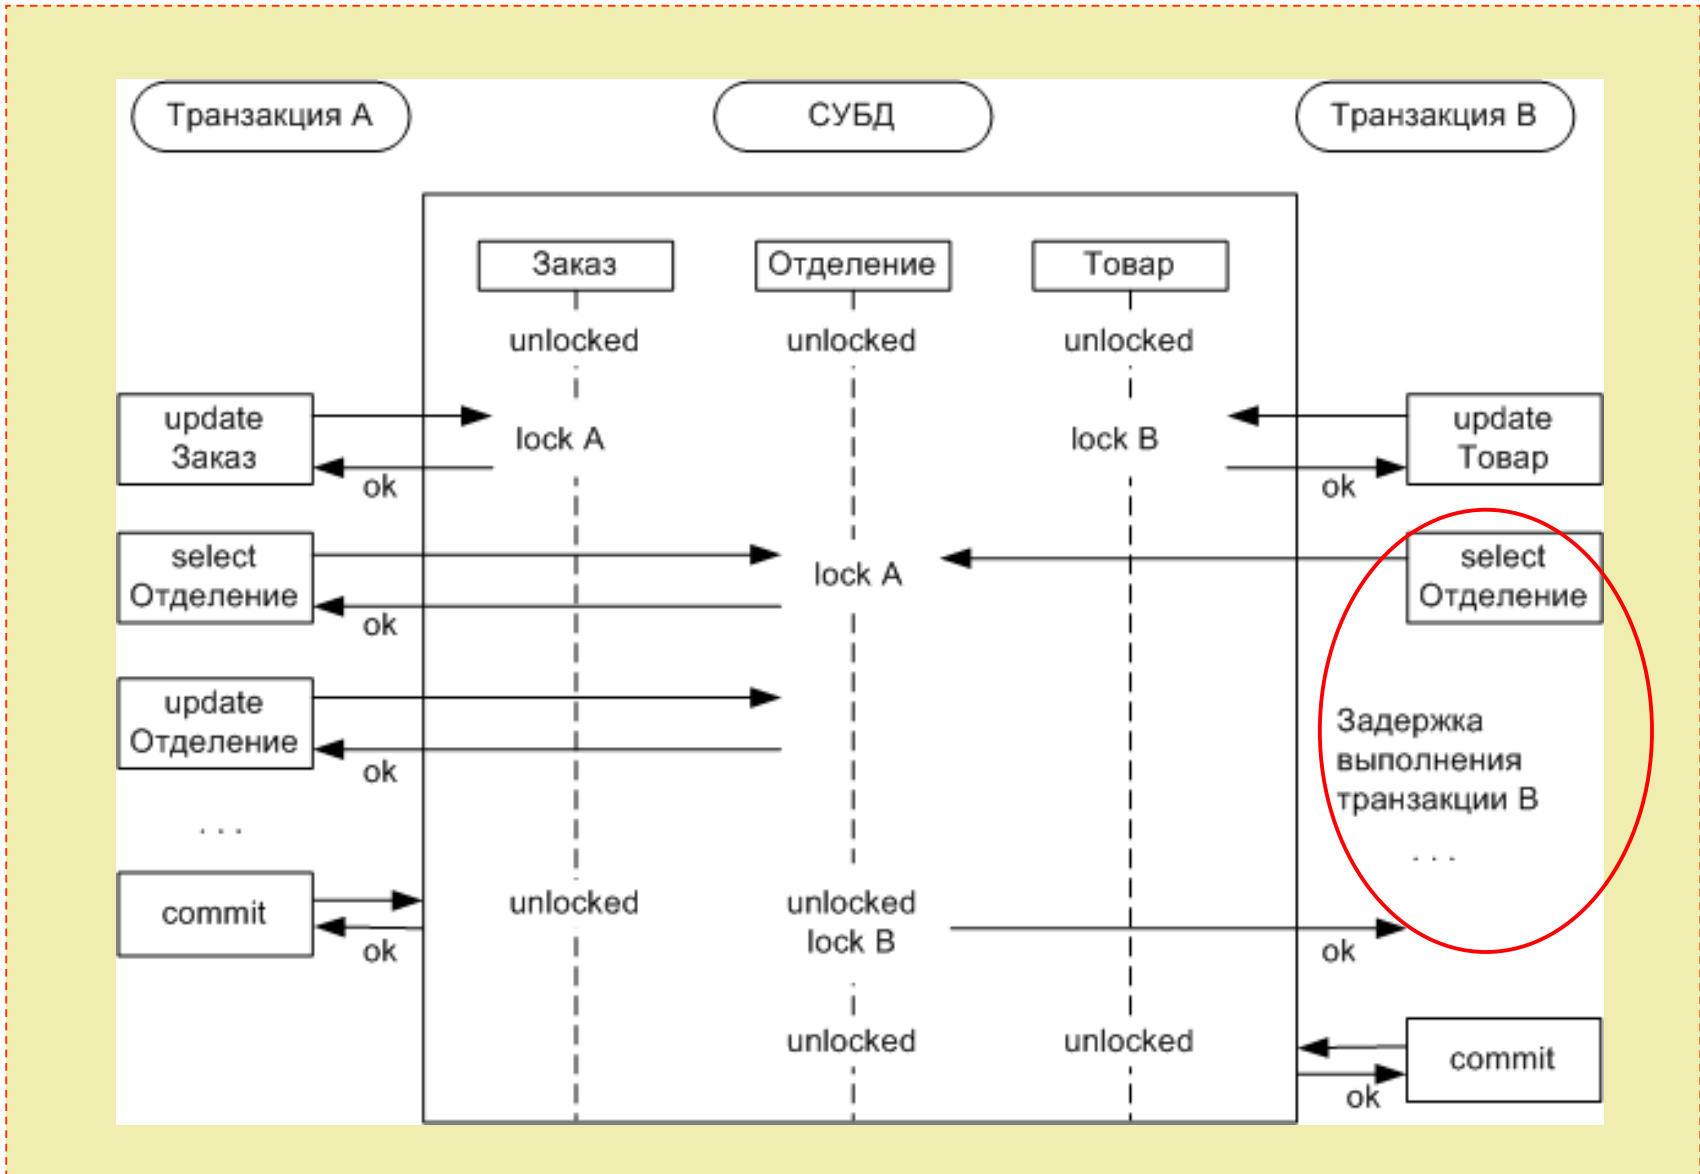 Транзакция A
СУБД
Транзакция B
Заказ
Отделение
Товар
unlocked
unlocked
unlocked
update
Заказ
ok
lock A
lock B
update
Товар
ok
select
Отделение
ok
lock A
select
Отделение
update
Отделение
ok
Задержка
выполнения
транзакции B
. . .
. . .
commit
ok
unlocked
unlocked
lock B
ok
unlocked
unlocked
commit
ok